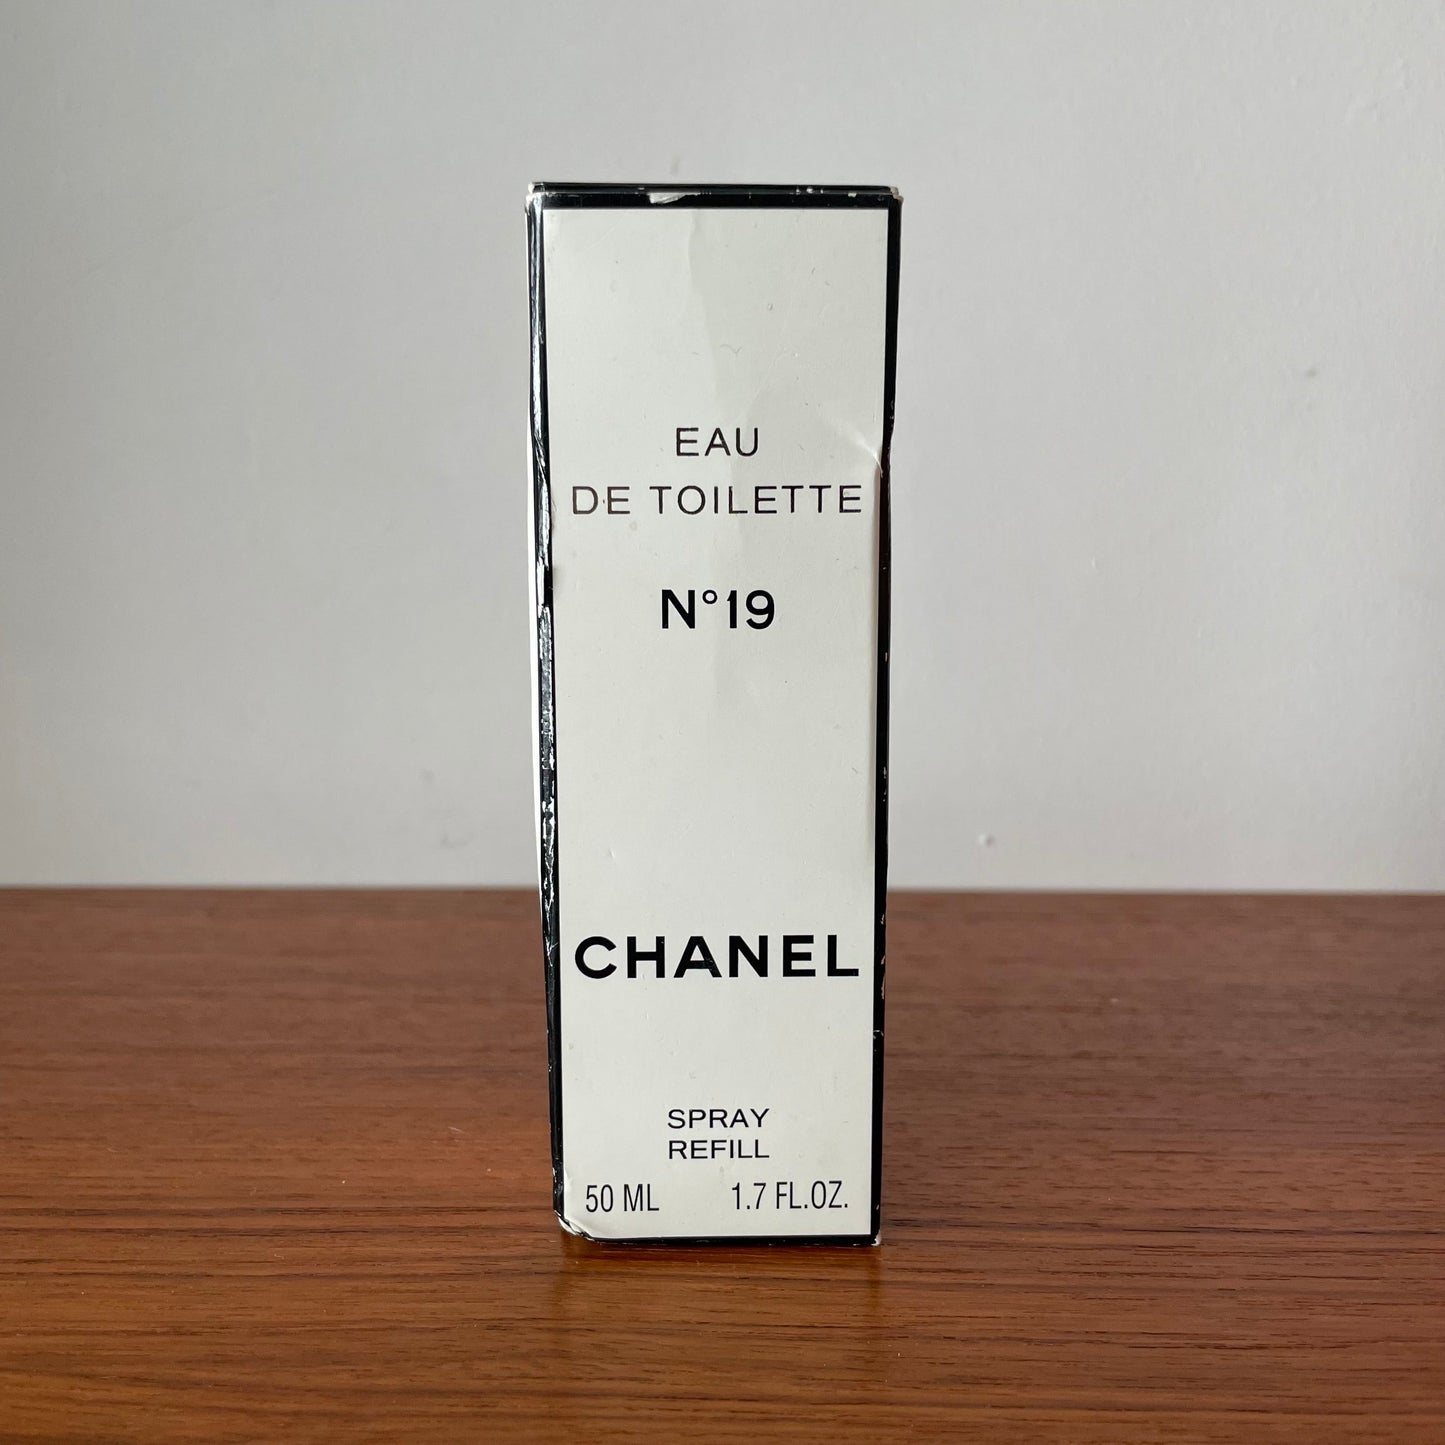 EAU
DE TOILETTE
N°19
CHANEL
SPRAY
REFILL
50 ML 1.7 FL.OZ.